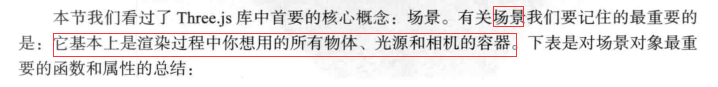 本节我们看过了 Three.js 库中首要的核心概念：场景。有关场景我们要记住的最重要的
是：它基本上是渲染过程中你想用的所有物体、光源和相机的容器。下表是对场景对象最重
要的函数和属性的总结：